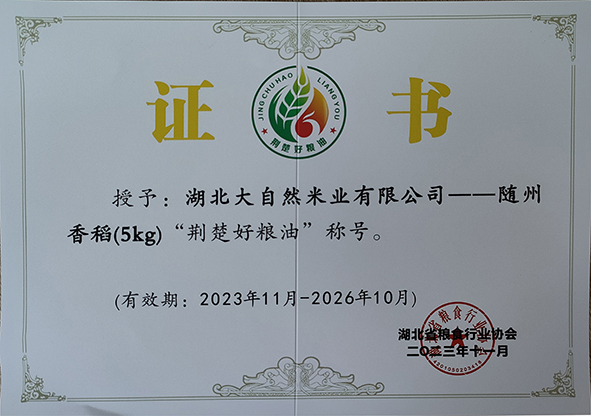 证书
JINGCHUHAO LIANGYOU
荆楚好粮油
授予：湖北大自然米业有限公司——随州
香稻(5kg)“荆楚好粮油”称号。
(有效期：2023年11月-2026年10月)
湖北省粮食行业协会
二〇二三年十一月